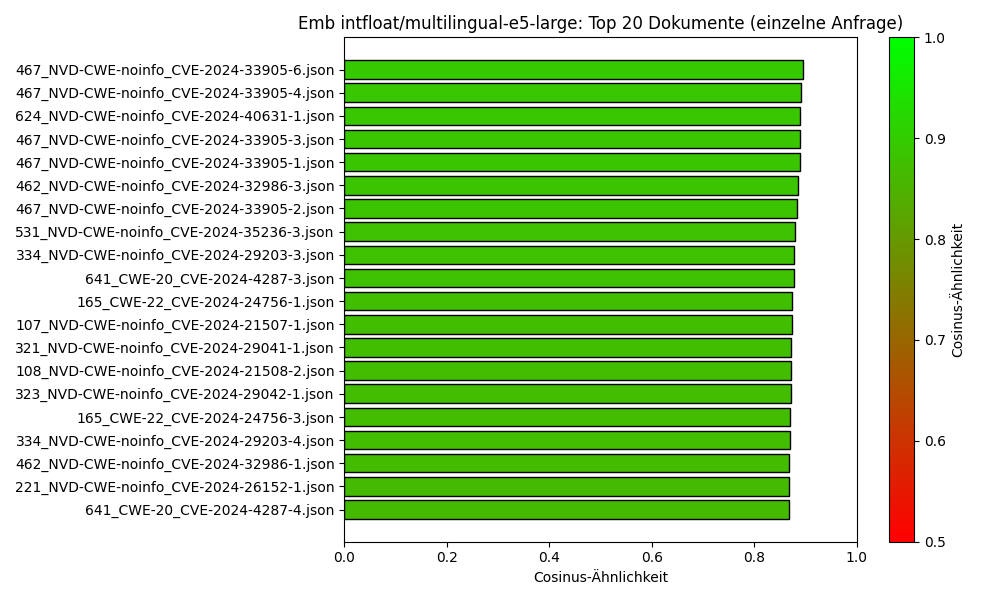 Emb intfloat/multilingual-e5-large: Top 20 Dokumente (einzelne Anfrage)
467_NVD-CWE-noinfo_CVE-2024-33905-6.json
467_NVD-CWE-noinfo_CVE-2024-33905-4.json
624_NVD-CWE-noinfo_CVE-2024-40631-1.json
467_NVD-CWE-noinfo_CVE-2024-33905-3.json
467_NVD-CWE-noinfo_CVE-2024-33905-1.json
462_NVD-CWE-noinfo_CVE-2024-32986-3.json
467_NVD-CWE-noinfo_CVE-2024-33905-2.json
531_NVD-CWE-noinfo_CVE-2024-35236-3.json
334_NVD-CWE-noinfo_CVE-2024-29203-3.json
641_CWE-20_CVE-2024-4287-3.json
165_CWE-22_CVE-2024-24756-1.json
107_NVD-CWE-noinfo_CVE-2024-21507-1.json
321_NVD-CWE-noinfo_CVE-2024-29041-1.json
108_NVD-CWE-noinfo_CVE-2024-21508-2.json
323_NVD-CWE-noinfo_CVE-2024-29042-1.json
165_CWE-22_CVE-2024-24756-3.json
334_NVD-CWE-noinfo_CVE-2024-29203-4.json
462_NVD-CWE-noinfo_CVE-2024-32986-1.json
221_NVD-CWE-noinfo_CVE-2024-26152-1.json
641_CWE-20_CVE-2024-4287-4.json
0.0 0.2 0.4 0.6 0.8 1.0
Cosinus-Ähnlichkeit
1.0
0.9
0.8
0.7
0.6
0.5
Cosinus-Ähnlichkeit